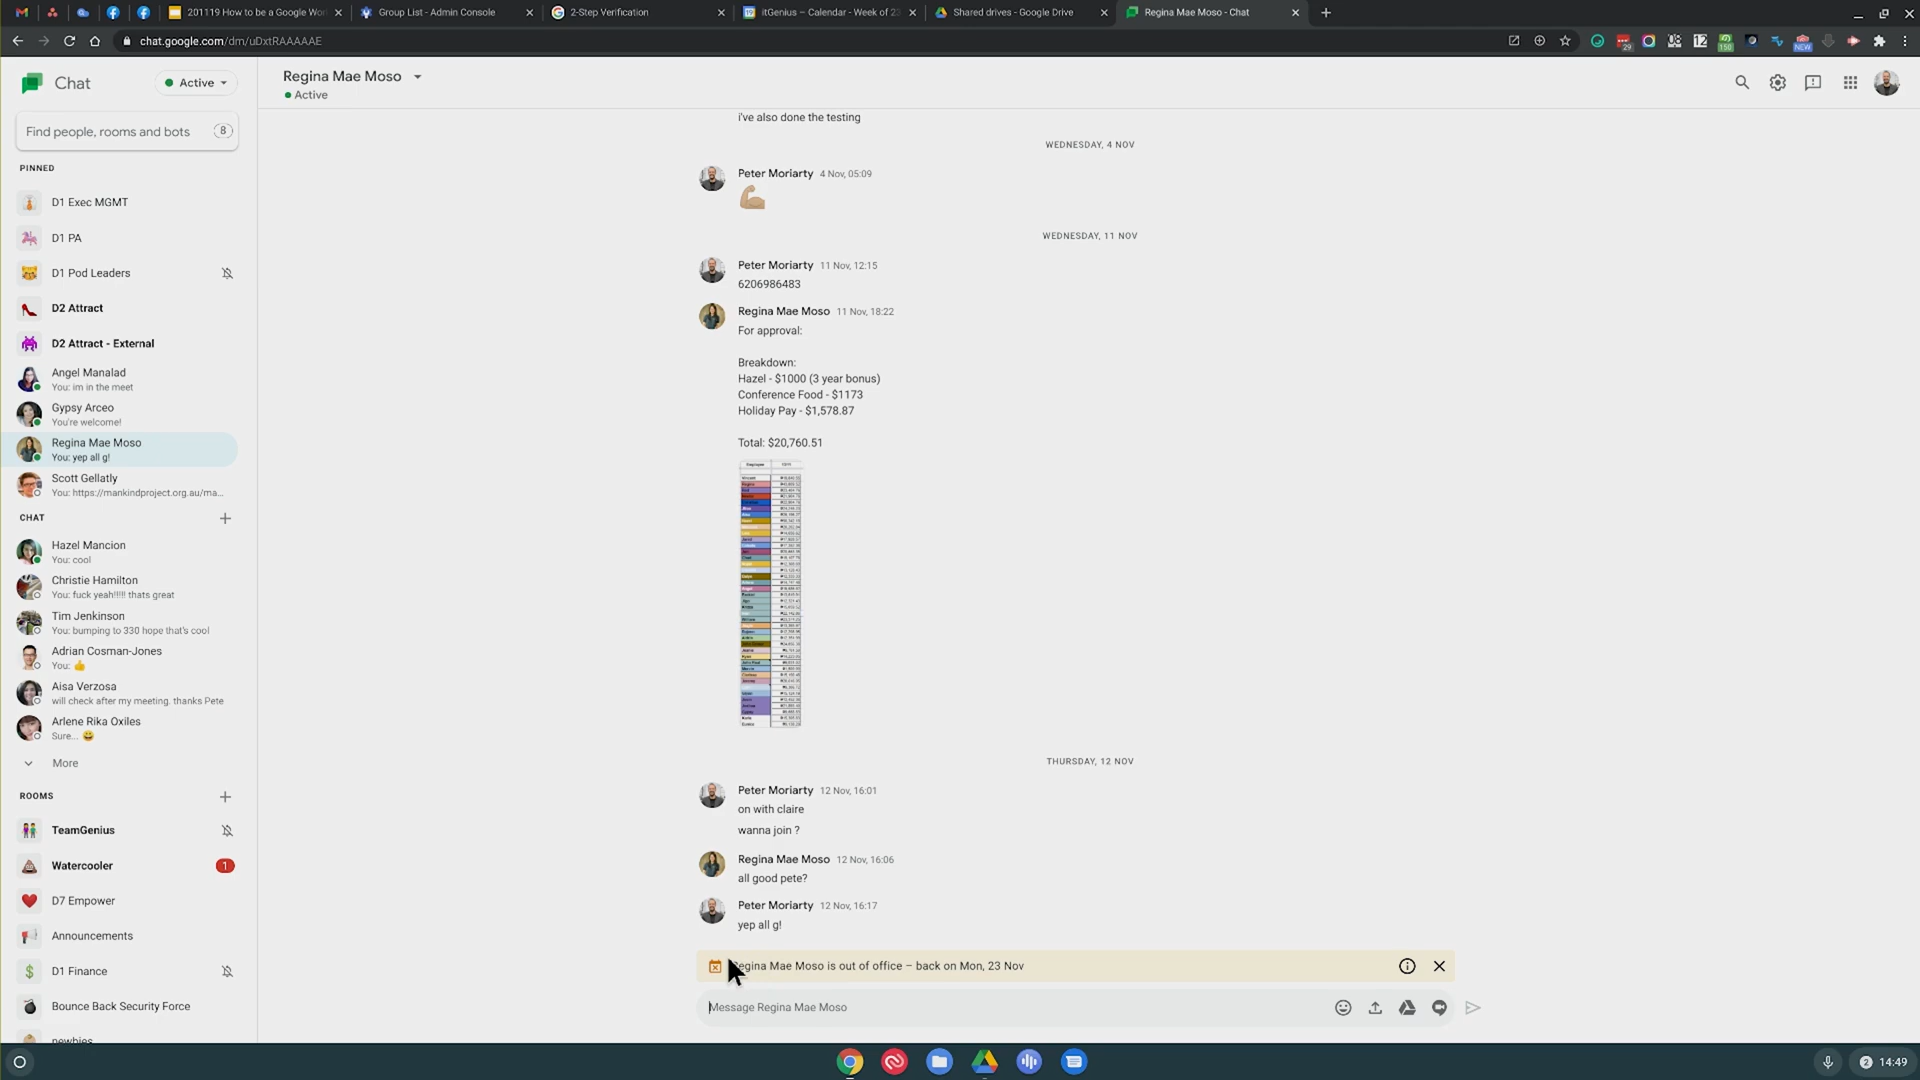 201119 How to be a Google Wor
Group List - Admin Console
2-Step Verification
itGenius – Calendar - Week of 23
Shared drives - Google Drive
Regina Mae Moso - Chat
chat.google.com/dm/uDxtRAAAAAE
29
12
150
NEW
Chat
Active
Find people, rooms and bots
8
PINNED
D1 Exec MGMT
D1 PA
D1 Pod Leaders
D2 Attract
D2 Attract - External
Angel Manalad
You: im in the meet
Gypsy Arceo
You're welcome!
Regina Mae Moso
You: yep all g!
Scott Gellatly
You: https://mankindproject.org.au/ma...
CHAT
Hazel Mancion
You: cool
Christie Hamilton
You: fuck yeah!!!!! thats great
Tim Jenkinson
You: bumping to 330 hope that's cool
Adrian Cosman-Jones
You: 👍
Aisa Verzosa
will check after my meeting. thanks Pete
Arlene Rika Oxiles
Sure... 😀
More
ROOMS
TeamGenius
Watercooler
1
D7 Empower
Announcements
D1 Finance
Bounce Back Security Force
newbies
Regina Mae Moso
Active
i've also done the testing
WEDNESDAY, 4 NOV
Peter Moriarty 4 Nov, 05:09
WEDNESDAY, 11 NOV
Peter Moriarty 11 Nov, 12:15
6206986483
Regina Mae Moso 11 Nov, 18:22
For approval:
Breakdown:
Hazel - $1000 (3 year bonus)
Conference Food - $1173
Holiday Pay - $1,578.87
Total: $20,760.51
Employee
THURSDAY, 12 NOV
Peter Moriarty 12 Nov, 16:01
on with claire
wanna join ?
Regina Mae Moso 12 Nov, 16:06
all good pete?
Peter Moriarty 12 Nov, 16:17
yep all g!
Regina Mae Moso is out of office – back on Mon, 23 Nov
Message Regina Mae Moso
2
14:49